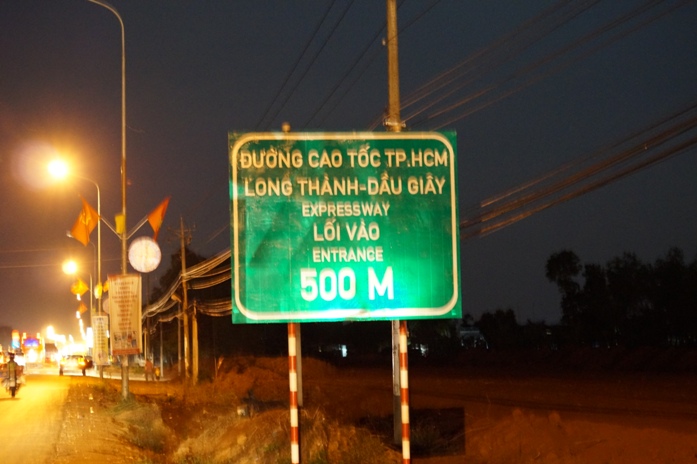 ĐƯỜNG CAO TỐC TP.HCM
LONG THÀNH-DẦU GIÂY
EXPRESSWAY
LỐI VÀO
ENTRANCE
500 M